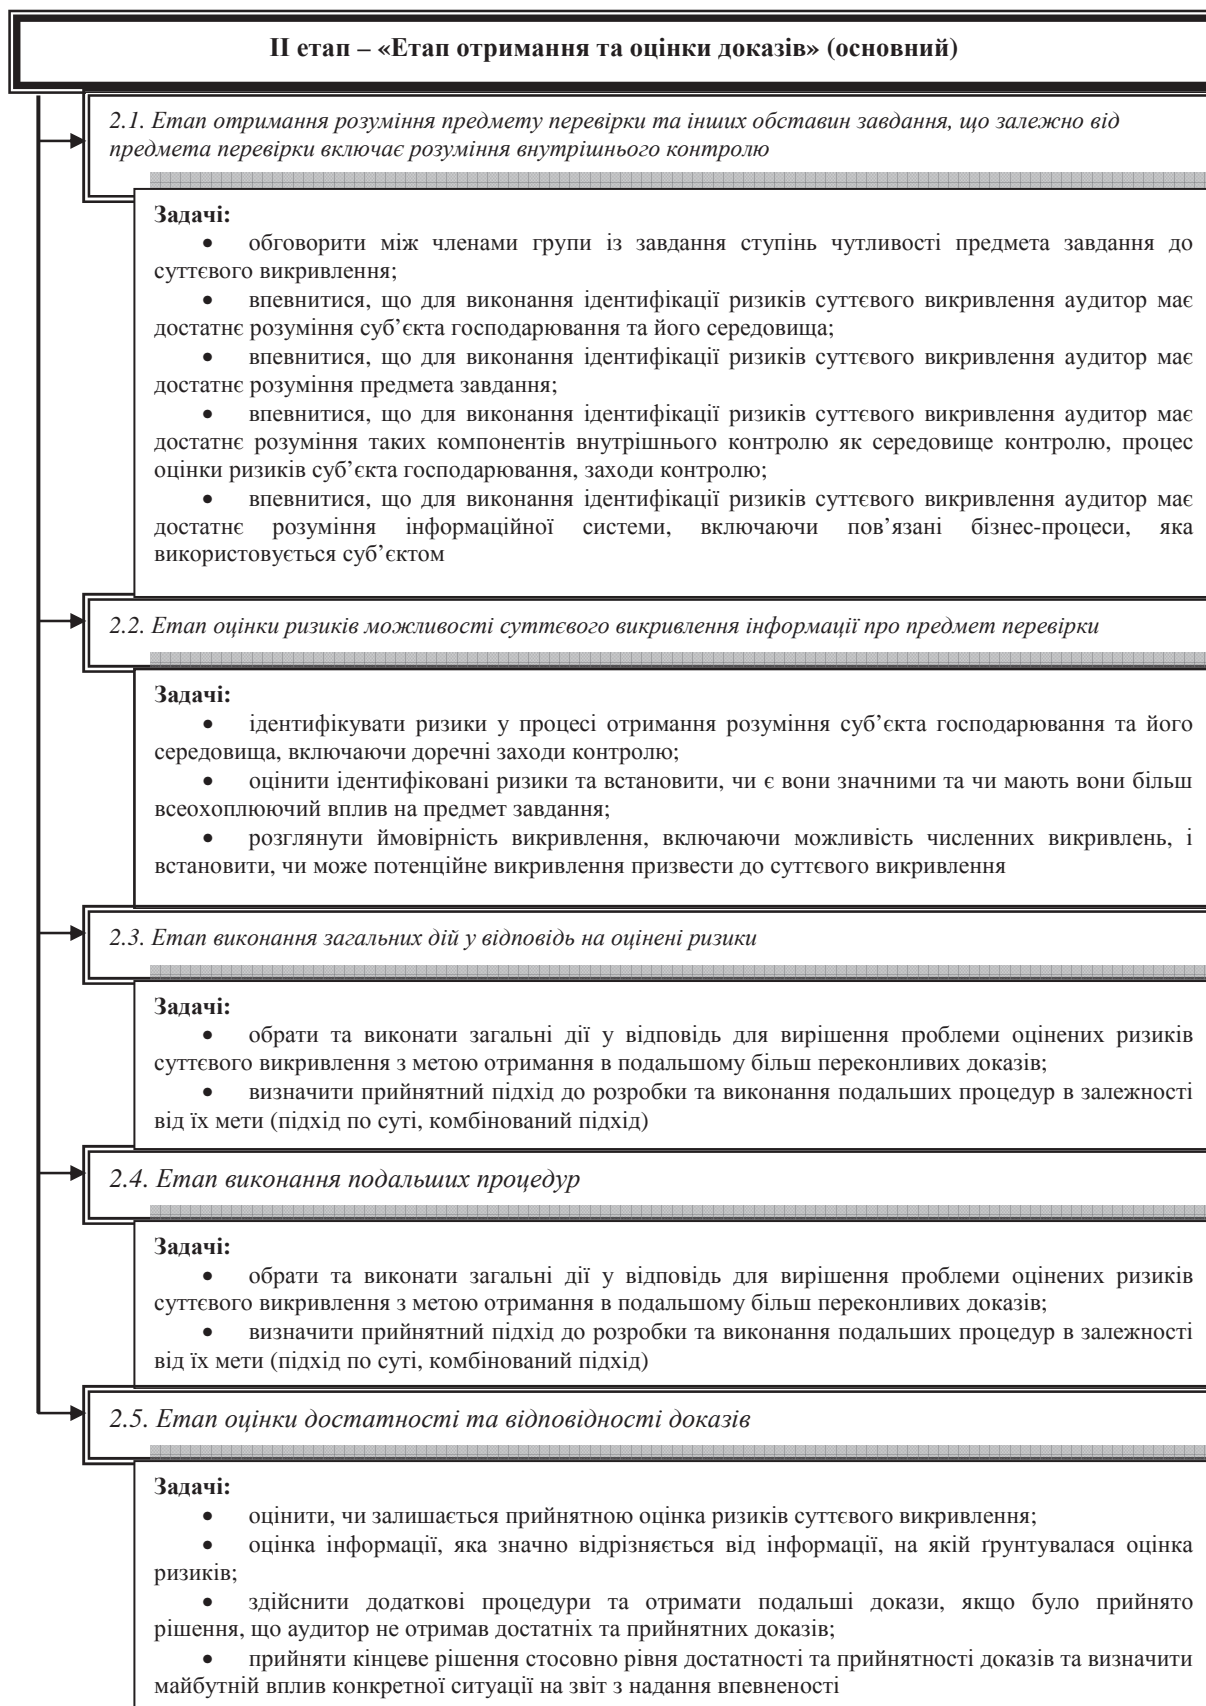 ІІ етап – «Етап отримання та оцінки доказів» (основний)
2.1. Етап отримання розуміння предмету перевірки та інших обставин завдання, що залежно від
предмета перевірки включає розуміння внутрішнього контролю
Задачі:
• обговорити між членами групи із завдання ступінь чутливості предмета завдання до
суттєвого викривлення;
• впевнитися, що для виконання ідентифікації ризиків суттєвого викривлення аудитор має
достатнє розуміння суб’єкта господарювання та його середовища;
• впевнитися, що для виконання ідентифікації ризиків суттєвого викривлення аудитор має
достатнє розуміння предмета завдання;
• впевнитися, що для виконання ідентифікації ризиків суттєвого викривлення аудитор має
достатнє розуміння таких компонентів внутрішнього контролю як середовище контролю, процес
оцінки ризиків суб’єкта господарювання, заходи контролю;
• впевнитися, що для виконання ідентифікації ризиків суттєвого викривлення аудитор має
достатнє розуміння інформаційної системи, включаючи пов’язані бізнес-процеси, яка
використовується суб’єктом
2.2. Етап оцінки ризиків можливості суттєвого викривлення інформації про предмет перевірки
Задачі:
• ідентифікувати ризики у процесі отримання розуміння суб’єкта господарювання та його
середовища, включаючи доречні заходи контролю;
• оцінити ідентифіковані ризики та встановити, чи є вони значними та чи мають вони більш
всеохоплюючий вплив на предмет завдання;
• розглянути ймовірність викривлення, включаючи можливість численних викривлень, і
встановити, чи може потенційне викривлення призвести до суттєвого викривлення
2.3. Етап виконання загальних дій у відповідь на оцінені ризики
Задачі:
• обрати та виконати загальні дії у відповідь для вирішення проблеми оцінених ризиків
суттєвого викривлення з метою отримання в подальшому більш переконливих доказів;
• визначити прийнятний підхід до розробки та виконання подальших процедур в залежності
від їх мети (підхід по суті, комбінований підхід)
2.4. Етап виконання подальших процедур
Задачі:
• обрати та виконати загальні дії у відповідь для вирішення проблеми оцінених ризиків
суттєвого викривлення з метою отримання в подальшому більш переконливих доказів;
• визначити прийнятний підхід до розробки та виконання подальших процедур в залежності
від їх мети (підхід по суті, комбінований підхід)
2.5. Етап оцінки достатності та відповідності доказів
Задачі:
• оцінити, чи залишається прийнятною оцінка ризиків суттєвого викривлення;
• оцінка інформації, яка значно відрізняється від інформації, на якій ґрунтувалася оцінка
ризиків;
• здійснити додаткові процедури та отримати подальші докази, якщо було прийнято
рішення, що аудитор не отримав достатніх та прийнятних доказів;
• прийняти кінцеве рішення стосовно рівня достатності та прийнятності доказів та визначити
майбутній вплив конкретної ситуації на звіт з надання впевненості